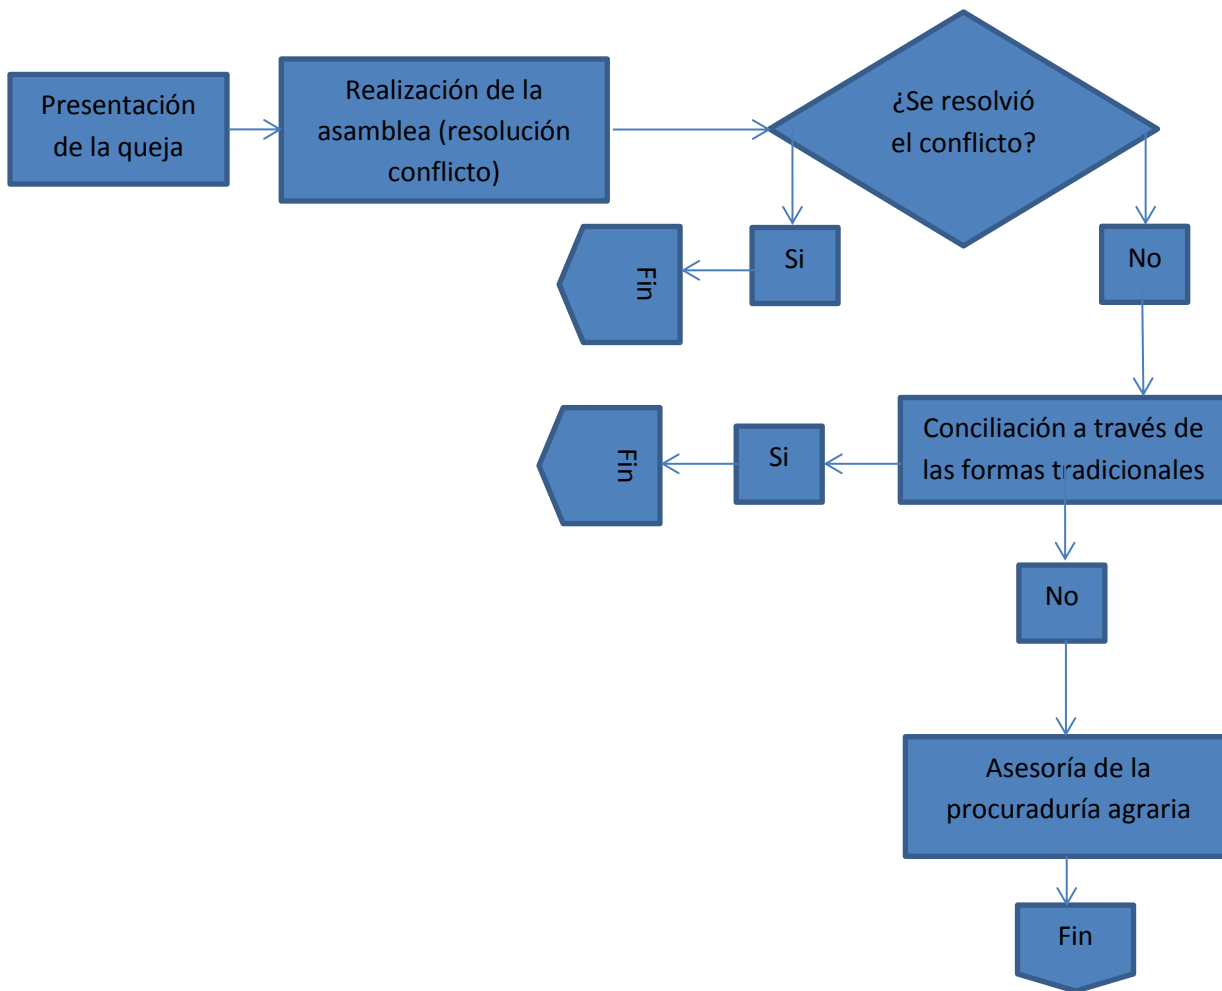 Presentación
de la queja
Realización de la
asamblea (resolución
conflicto)
¿Se resolvió
el conflicto?
Si
No
Fin
Conciliación a través de
las formas tradicionales
Si
Fin
No
Asesoría de la
procuraduría agraria
Fin